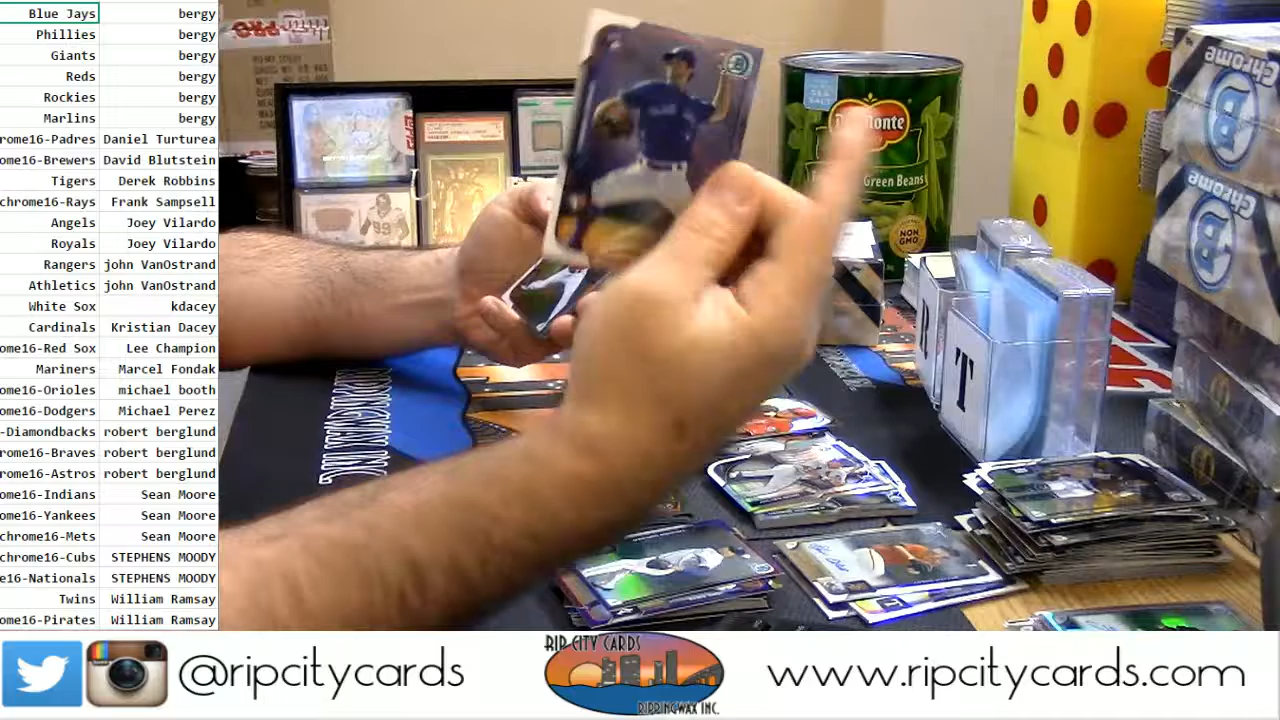 Blue Jays bergy
Phillies bergy
Giants bergy
Reds bergy
Rockies bergy
Marlins bergy
rome16-Padres Daniel Turturea
ome16-Brewers David Blutstein
Tigers Derek Robbins
chrome16-Rays Frank Sampsell
Angels Joey Vilardo
Royals Joey Vilardo
Rangers john VanOstrand
Athletics john VanOstrand
White Sox kdacey
Cardinals Kristian Dacey
ome16-Red Sox Lee Champion
Mariners Marcel Fondak
ome16-Orioles michael booth
ome16-Dodgers Michael Perez
-Diamondbacks robert berglund
rome16-Braves robert berglund
rome16-Astros robert berglund
ome16-Indians Sean Moore
ome16-Yankees Sean Moore
chrome16-Mets Sean Moore
chrome16-Cubs STEPHENS MOODY
e16-Nationals STEPHENS MOODY
Twins William Ramsay
ome16-Pirates William Ramsay
SEA SALT
Green Beans
NON GMO
99
Chrome
B
Chrome
B
R
T
@ripcitycards
RIP CITY CARDS
RIPPINGWAX INC.
www.ripcitycards.com